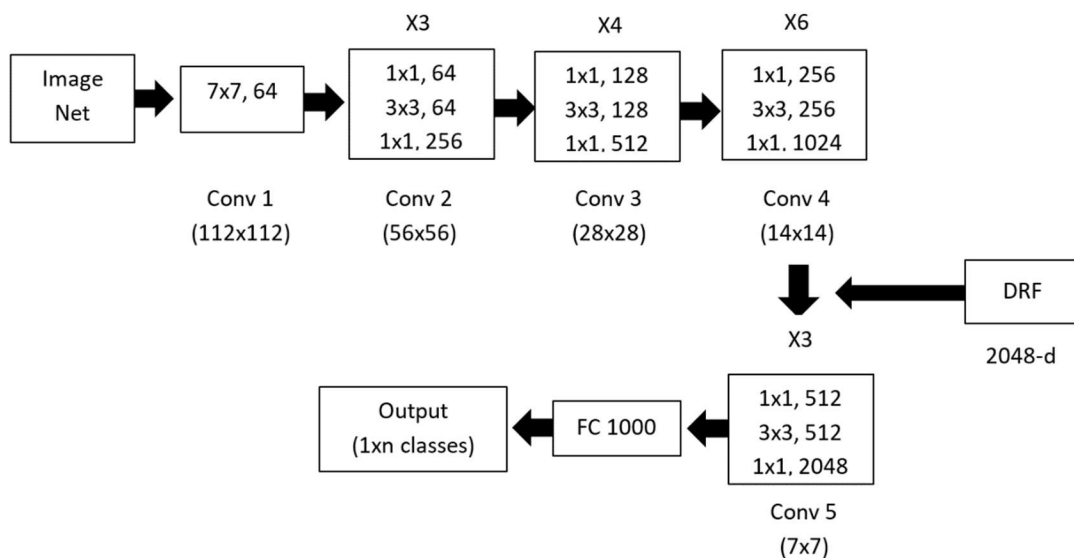 X3
X4
X6
Image
Net
7x7, 64
1x1, 64
3x3, 64
1x1, 256
1x1, 128
3x3, 128
1x1, 512
1x1, 256
3x3, 256
1x1, 1024
Conv 1
(112x112)
Conv 2
(56x56)
Conv 3
(28x28)
Conv 4
(14x14)
DRF
2048-d
X3
1x1, 512
3x3, 512
1x1, 2048
Conv 5
(7x7)
FC 1000
Output
(1xn classes)